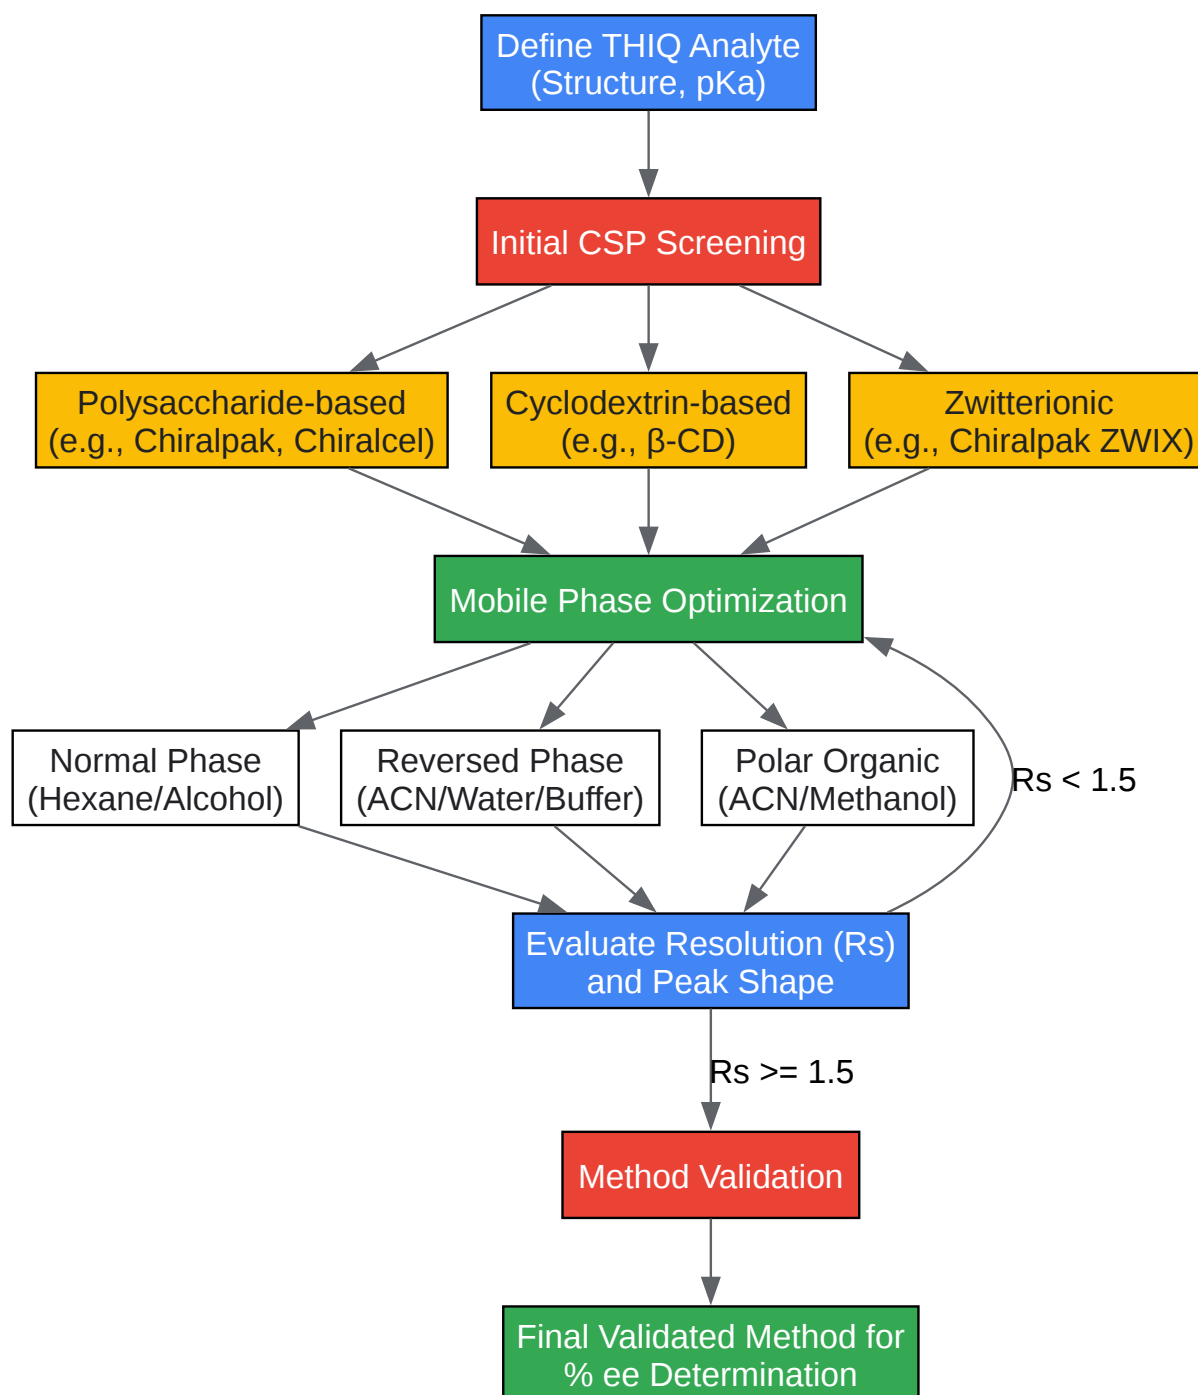 Define THIQ Analyte
(Structure, pKa)
Initial CSP Screening
Polysaccharide-based
(e.g., Chiralpak, Chiralcel)
Cyclodextrin-based
(e.g., β-CD)
Zwitterionic
(e.g., Chiralpak ZWIX)
Mobile Phase Optimization
Normal Phase
(Hexane/Alcohol)
Reversed Phase
(ACN/Water/Buffer)
Polar Organic
(ACN/Methanol)
Rs < 1.5
Evaluate Resolution (Rs)
and Peak Shape
Rs >= 1.5
Method Validation
Final Validated Method for
% ee Determination